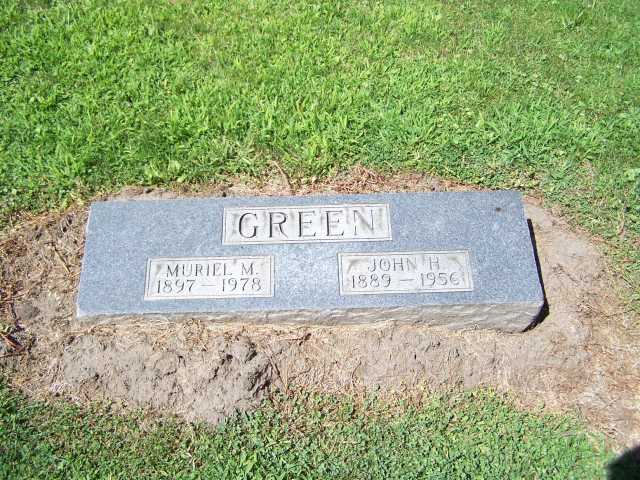 GREEN
MURIEL M.
1897 — 1978
JOHN H.
1889 — 1956